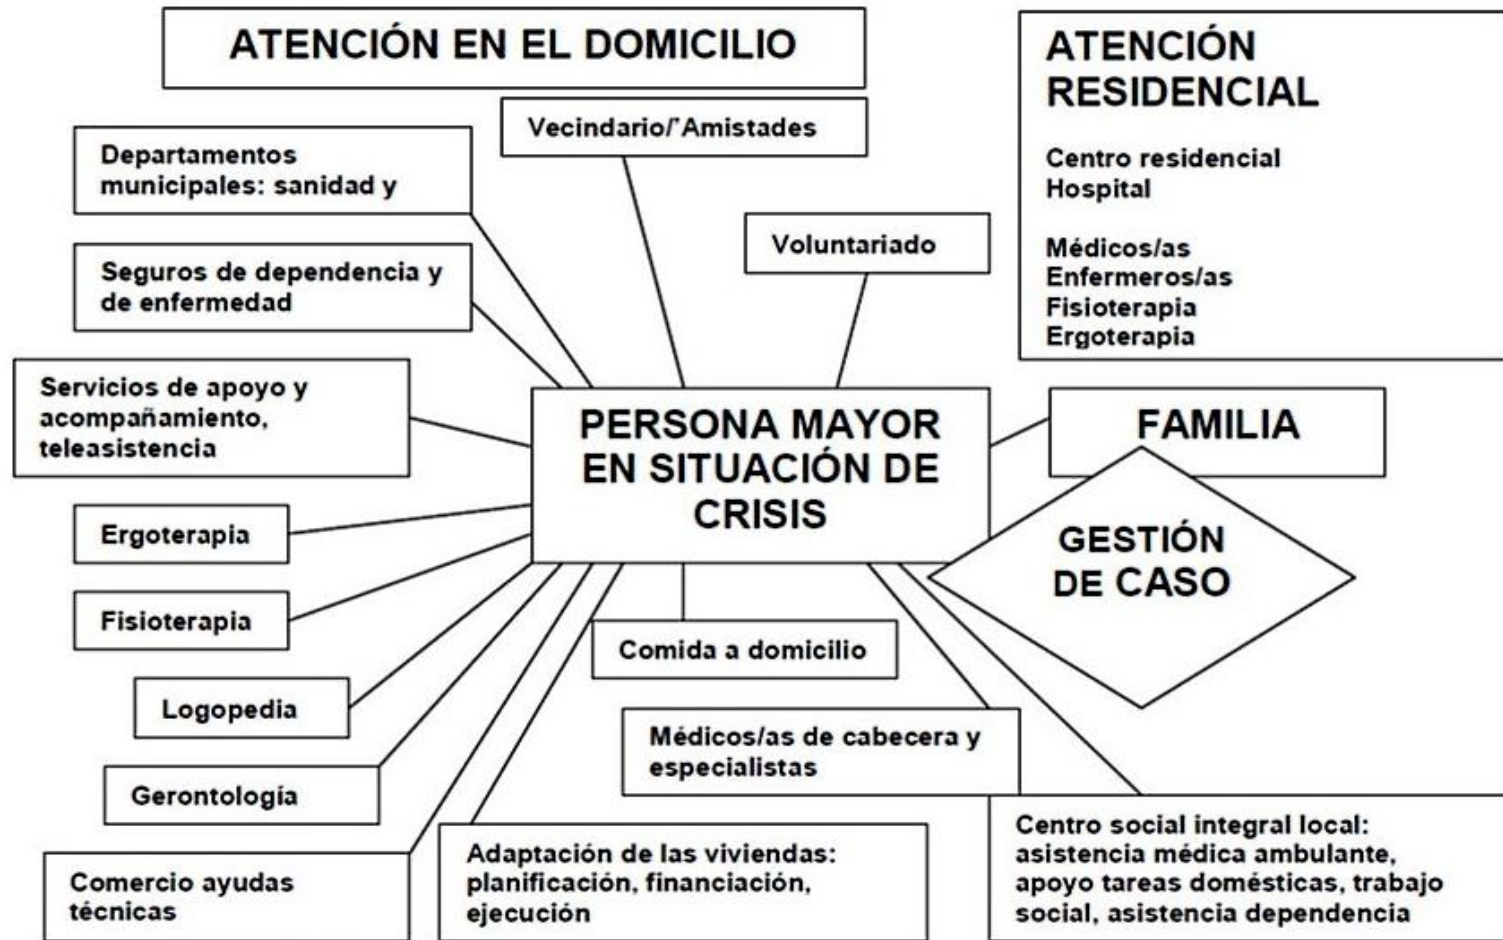 ATENCIÓN EN EL DOMICILIO
ATENCIÓN
RESIDENCIAL
Centro residencial
Hospital
Médicos/as
Enfermeros/as
Fisioterapia
Ergoterapia
Vecindario/*Amistades
Departamentos
municipales: sanidad y
Voluntariado
Seguros de dependencia y
de enfermedad
Servicios de apoyo y
acompañamiento,
teleasistencia
PERSONA MAYOR
EN SITUACIÓN DE
CRISIS
FAMILIA
GESTIÓN
DE CASO
Ergoterapia
Fisioterapia
Comida a domicilio
Logopedia
Médicos/as de cabecera y
especialistas
Gerontología
Comercio ayudas
técnicas
Adaptación de las viviendas:
planificación, financiación,
ejecución
Centro social integral local:
asistencia médica ambulante,
apoyo tareas domésticas, trabajo
social, asistencia dependencia